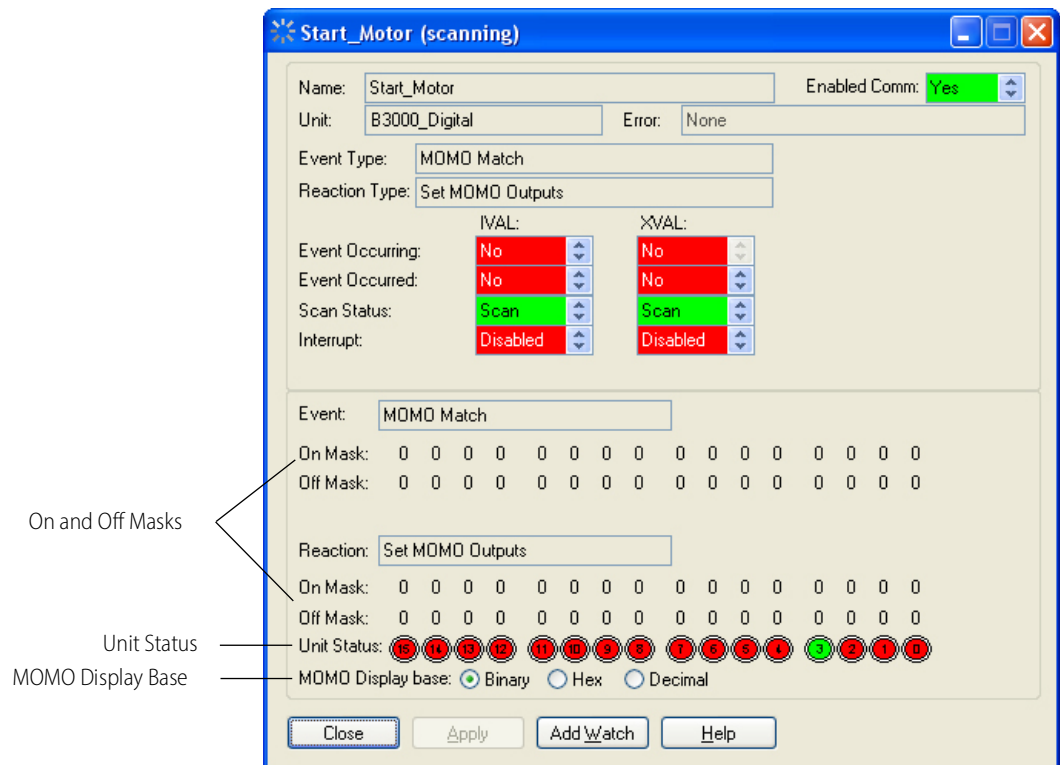 Start_Motor (scanning)
Name: Start_Motor Enabled Comm: Yes
Unit: B3000_Digital Error: None
Event Type: MOMO Match
Reaction Type: Set MOMO Outputs
IVAL: XVAL:
Event Occurring: No No
Event Occurred: No No
Scan Status: Scan Scan
Interrupt: Disabled Disabled
Event: MOMO Match
On Mask: 0 0 0 0 0 0 0 0 0 0 0 0 0 0 0 0
Off Mask: 0 0 0 0 0 0 0 0 0 0 0 0 0 0 0 0
On and Off Masks
Reaction: Set MOMO Outputs
On Mask: 0 0 0 0 0 0 0 0 0 0 0 0 0 0 0 0
Off Mask: 0 0 0 0 0 0 0 0 0 0 0 0 0 0 0 0
Unit Status
Unit Status: 15 14 13 12 11 10 9 8 7 6 5 4 3 2 1 0
MOMO Display Base
MOMO Display base: Binary Hex Decimal
Close Apply Add Watch Help